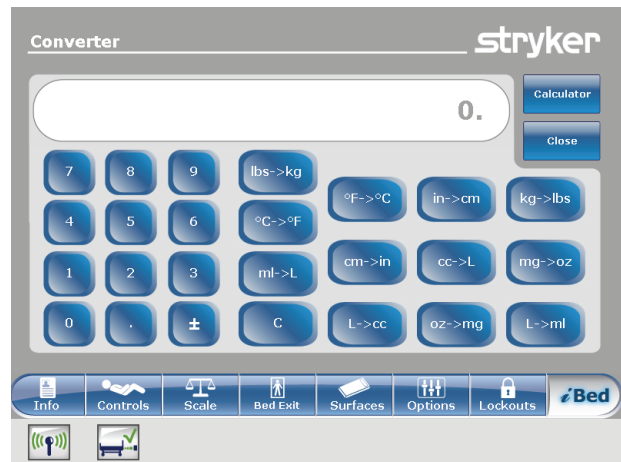 Converter
stryker
0.
Calculator
Close
7 8 9 lbs->kg
°F->°C in->cm kg->lbs
4 5 6 °C->°F
cm->in cc->L mg->oz
1 2 3 ml->L
0 . ± C L->cc oz->mg L->ml
Info Controls Scale Bed Exit Surfaces Options Lockouts iBed